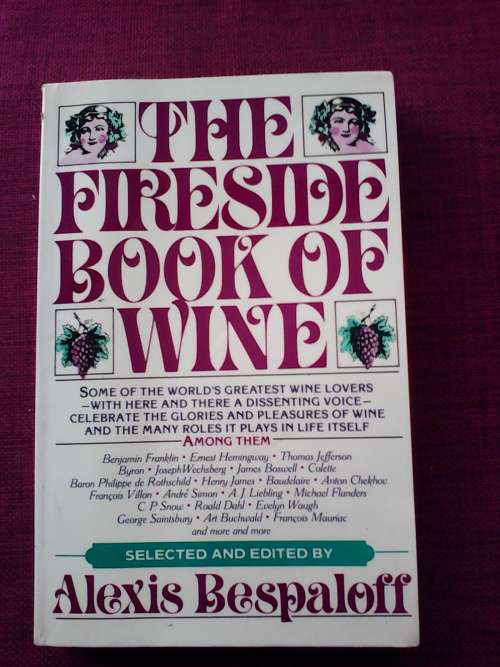 THE
FIRESIDE
BOOK OF
WINE
SOME OF THE WORLD'S GREATEST WINE LOVERS
–WITH HERE AND THERE A DISSENTING VOICE–
CELEBRATE THE GLORIES AND PLEASURES OF WINE
AND THE MANY ROLES IT PLAYS IN LIFE ITSELF
AMONG THEM
Benjamin Franklin • Ernest Hemingway • Thomas Jefferson
Byron • Joseph Wechsberg • James Boswell • Colette
Baron Philippe de Rothschild • Henry James • Baudelaire • Anton Chekhov
François Villon • André Simon • A. J. Liebling • Michael Flanders
C. P. Snow • Roald Dahl • Evelyn Waugh
George Saintsbury • Art Buchwald • François Mauriac
and more and more
SELECTED AND EDITED BY
Alexis Bespaloff